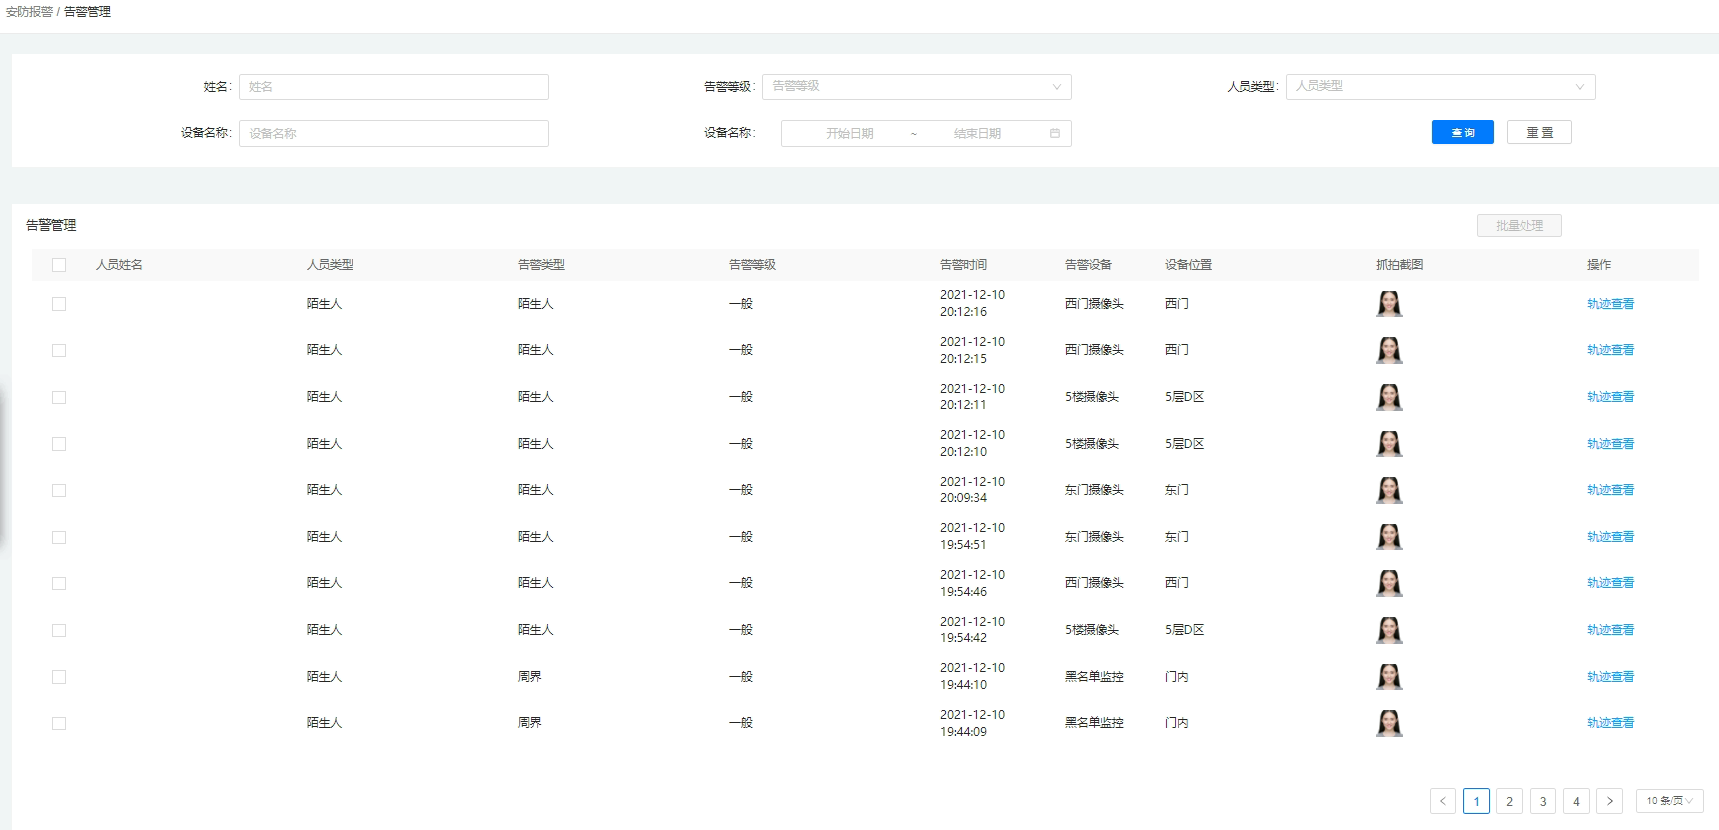 安防报警 / 告警管理
姓名: 姓名 告警等级: 告警等级 人员类型: 人员类型
设备名称: 设备名称 设备名称: 开始日期 ~ 结束日期 查 询 重 置
告警管理 批量处理
人员姓名 人员类型 告警类型 告警等级 告警时间 告警设备 设备位置 抓拍截图 操作
陌生人 陌生人 一般 2021-12-10 20:12:16 西门摄像头 西门 轨迹查看
陌生人 陌生人 一般 2021-12-10 20:12:15 西门摄像头 西门 轨迹查看
陌生人 陌生人 一般 2021-12-10 20:12:11 5楼摄像头 5层D区 轨迹查看
陌生人 陌生人 一般 2021-12-10 20:12:10 5楼摄像头 5层D区 轨迹查看
陌生人 陌生人 一般 2021-12-10 20:09:34 东门摄像头 东门 轨迹查看
陌生人 陌生人 一般 2021-12-10 19:54:51 东门摄像头 东门 轨迹查看
陌生人 陌生人 一般 2021-12-10 19:54:46 西门摄像头 西门 轨迹查看
陌生人 陌生人 一般 2021-12-10 19:54:42 5楼摄像头 5层D区 轨迹查看
陌生人 周界 一般 2021-12-10 19:44:10 黑名单监控 门内 轨迹查看
陌生人 周界 一般 2021-12-10 19:44:09 黑名单监控 门内 轨迹查看
< 1 2 3 4 > 10 条/页